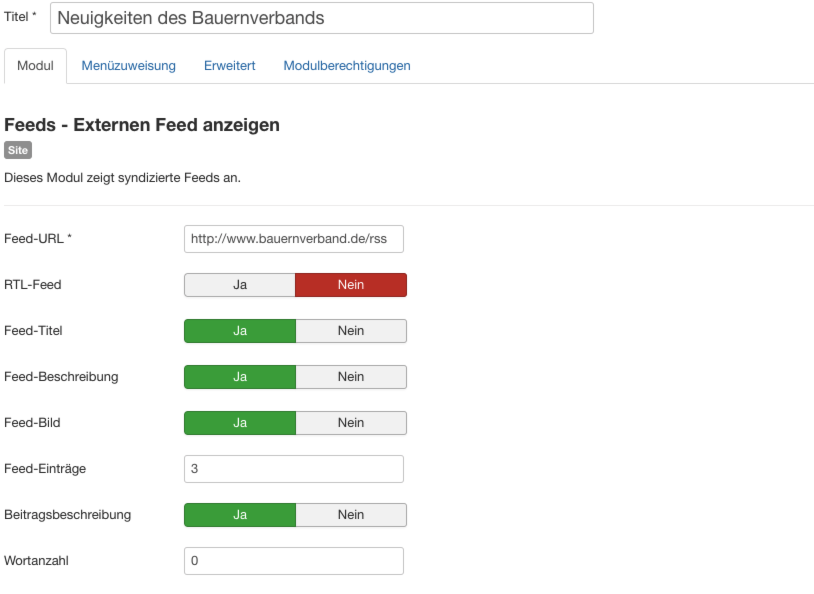 Titel * Neuigkeiten des Bauernverbands
Modul Menüzuweisung Erweitert Modulberechtigungen
Feeds - Externen Feed anzeigen
Site
Dieses Modul zeigt syndizierte Feeds an.
Feed-URL * http://www.bauernverband.de/rss
RTL-Feed Ja Nein
Feed-Titel Ja Nein
Feed-Beschreibung Ja Nein
Feed-Bild Ja Nein
Feed-Einträge 3
Beitragsbeschreibung Ja Nein
Wortanzahl 0